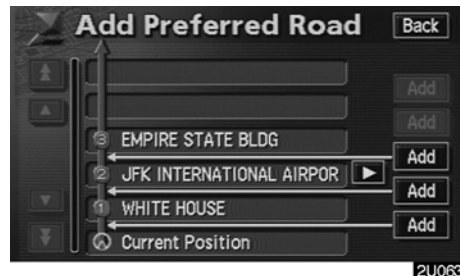 Add Preferred Road Back
Add
Add
3 EMPIRE STATE BLDG
Add
2 JFK INTERNATIONAL AIRPOR
Add
1 WHITE HOUSE
Add
Current Position
2U063